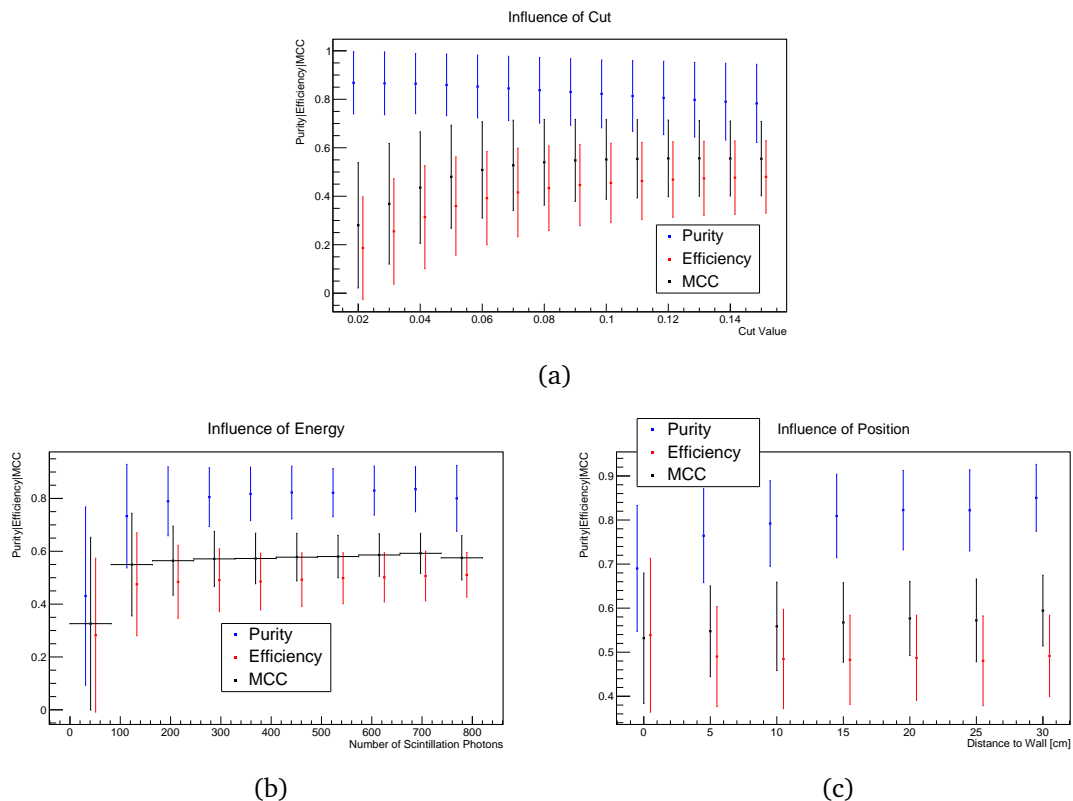 Influence of Cut
Purity|Efficiency|MCC
1
0.8
0.6
0.4
0.2
0
Purity
Efficiency
MCC
0.02 0.04 0.06 0.08 0.1 0.12 0.14
Cut Value
(a)
Influence of Energy
Purity|Efficiency|MCC
0.8
0.6
0.4
0.2
0
Purity
Efficiency
MCC
0 100 200 300 400 500 600 700 800
Number of Scintillation Photons
(b)
Influence of Position
Purity|Efficiency|MCC
Purity
Efficiency
MCC
0.9
0.8
0.7
0.6
0.5
0.4
0 5 10 15 20 25 30
Distance to Wall [cm]
(c)